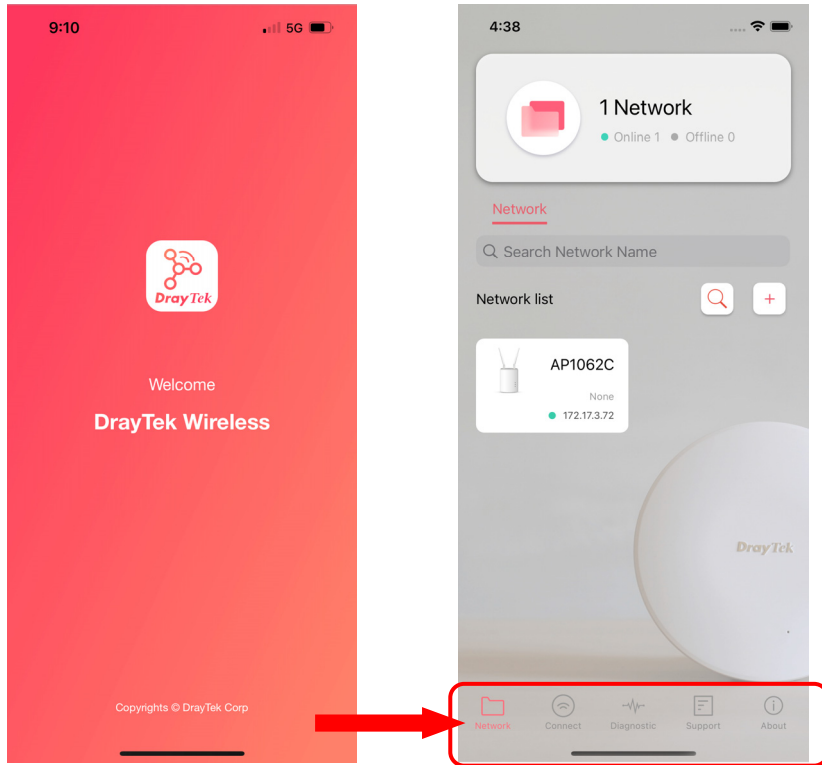 9:10
5G
DrayTek
Welcome
DrayTek Wireless
Copyrights © DrayTek Corp
4:38
1 Network
Online 1 Offline 0
Network
Search Network Name
Network list
+
AP1062C
None
172.17.3.72
DrayTek
Network Connect Diagnostic Support About